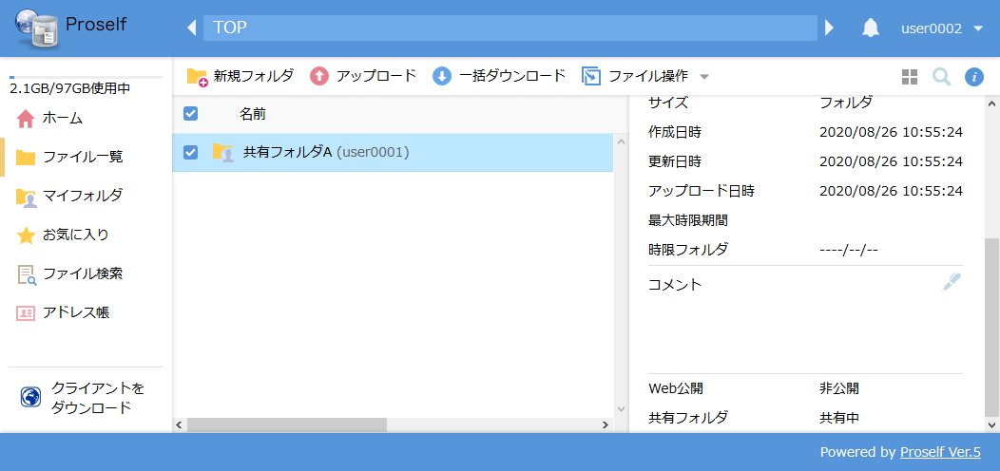 Proself
TOP
user0002
2.1GB/97GB使用中
ホーム
ファイル一覧
マイフォルダ
お気に入り
ファイル検索
アドレス帳
クライアントを
ダウンロード
新規フォルダ アップロード 一括ダウンロード ファイル操作
名前
共有フォルダA (user0001)
サイズ フォルダ
作成日時 2020/08/26 10:55:24
更新日時 2020/08/26 10:55:24
アップロード日時 2020/08/26 10:55:24
最大時限期間
時限フォルダ ----/--/--
コメント
Web公開 非公開
共有フォルダ 共有中
Powered by Proself Ver.5